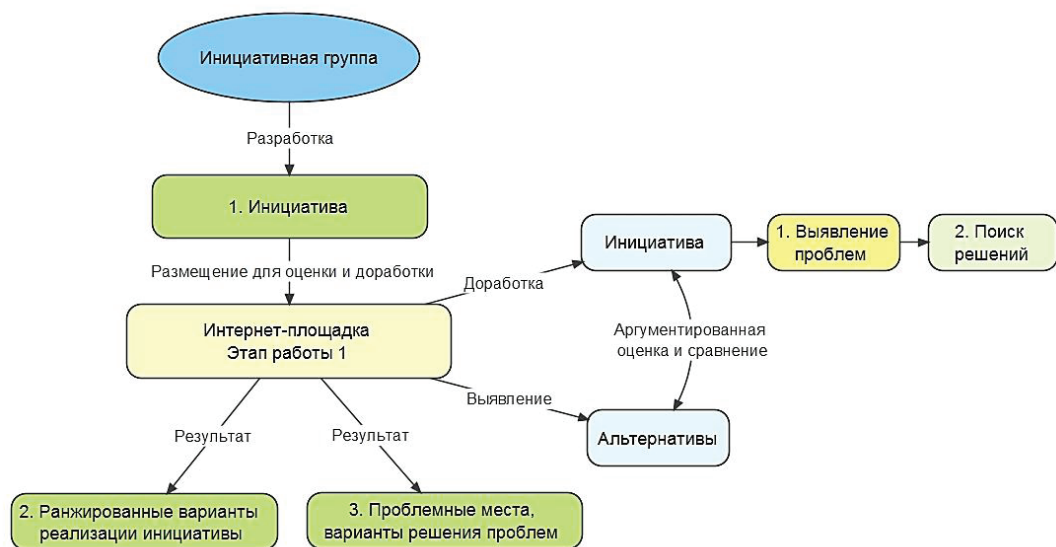 Инициативная группа
Разработка
1. Инициатива
Размещение для оценки и доработки
Интернет-площадка
Этап работы 1
Доработка
Инициатива
1. Выявление
проблем
2. Поиск
решений
Аргументированная
оценка и сравнение
Выявление
Альтернативы
Результат
Результат
2. Ранжированные варианты
реализации инициативы
3. Проблемные места,
варианты решения проблем